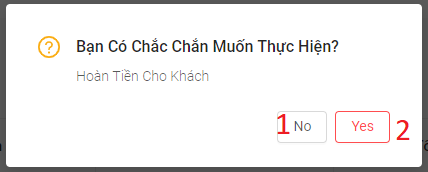 Bạn Có Chắc Chắn Muốn Thực Hiện?
Hoàn Tiền Cho Khách
1 No Yes 2